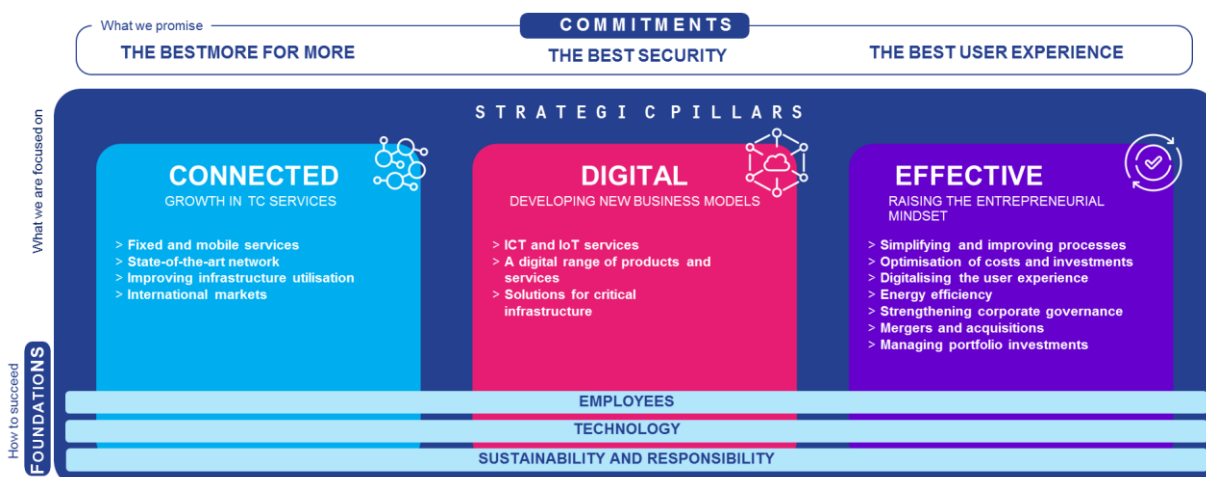 What we promise
COMMITMENTS
THE BESTMORE FOR MORE
THE BEST SECURITY
THE BEST USER EXPERIENCE
What we are focused on
STRATEGIC PILLARS
CONNECTED
GROWTH IN TC SERVICES
> Fixed and mobile services
> State-of-the-art network
> Improving infrastructure utilisation
> International markets
DIGITAL
DEVELOPING NEW BUSINESS MODELS
> ICT and IoT services
> A digital range of products and
services
> Solutions for critical
infrastructure
EFFECTIVE
RAISING THE ENTREPRENEURIAL
MINDSET
> Simplifying and improving processes
> Optimisation of costs and investments
> Digitalising the user experience
> Energy efficiency
> Strengthening corporate governance
> Mergers and acquisitions
> Managing portfolio investments
How to succeed
FOUNDATIONS
EMPLOYEES
TECHNOLOGY
SUSTAINABILITY AND RESPONSIBILITY